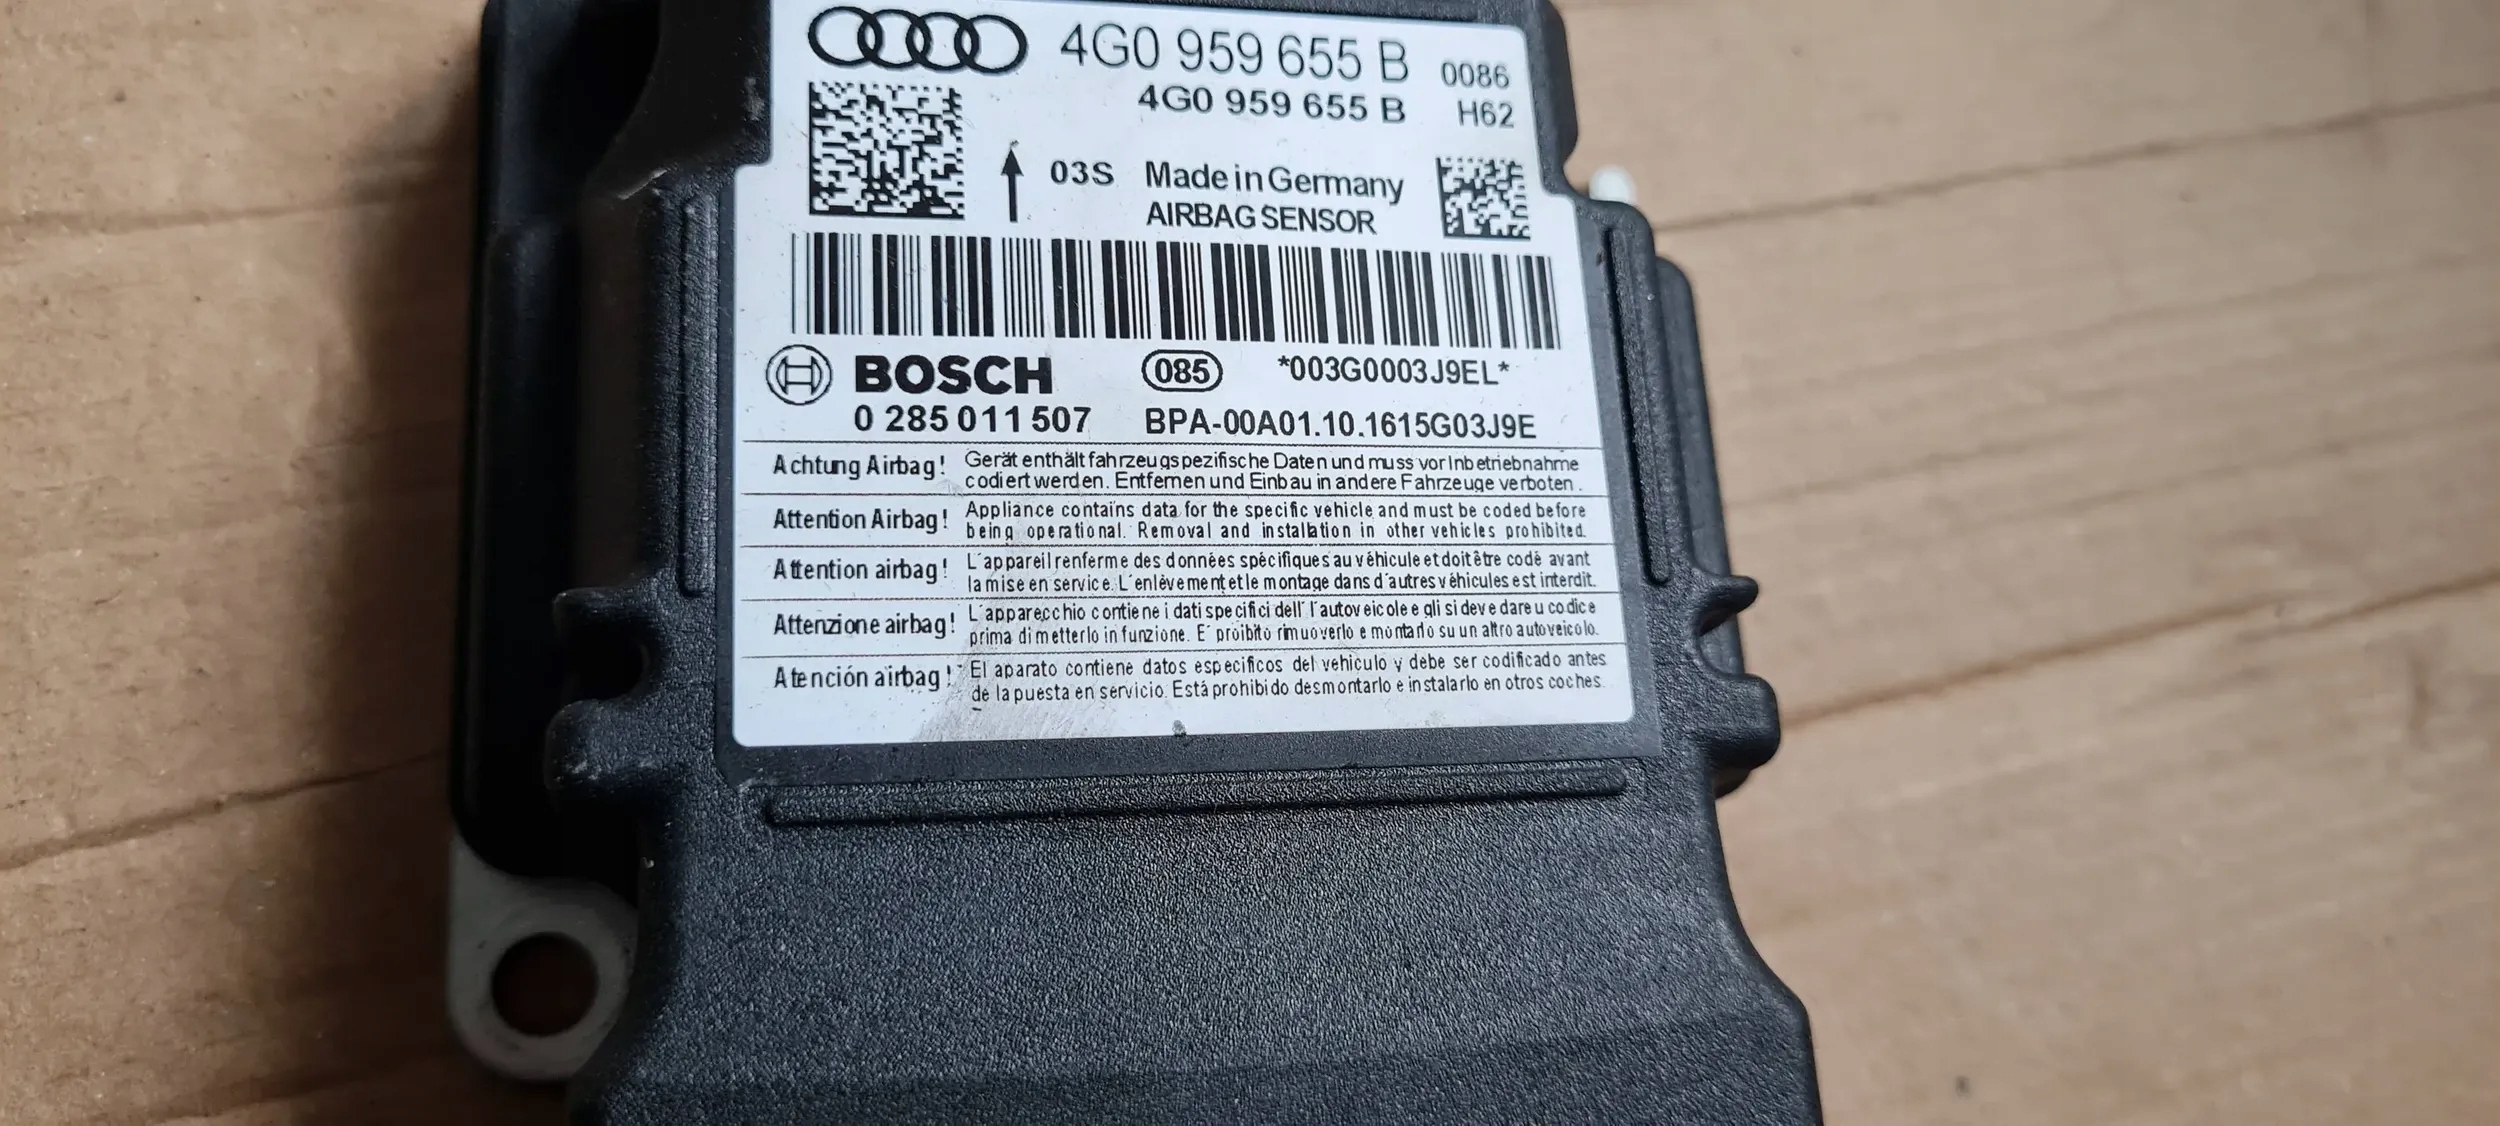 4G0 959 655 B 0086
4G0 959 655 B H62
03S Made in Germany
AIRBAG SENSOR
BOSCH 085 *003G0003J9EL*
0 285 011 507 BPA-00A01.10.1615G03J9E
Achtung Airbag! Gerät enthält fahrzeugspezifische Daten und muss vor Inbetriebnahme
codiert werden. Entfernen und Einbau in andere Fahrzeuge verboten.
Attention Airbag! Appliance contains data for the specific vehicle and must be coded before
being operational. Removal and installation in other vehicles prohibited.
Attention airbag! L´appareil renferme des données spécifiques au véhicule et doit être codé avant
la mise en service. L´enlèvement et le montage dans d´autres véhicules est interdit.
Attenzione airbag! L´apparecchio contiene i dati specifici dell´ l´autoveicolo e gli si deve dare u codice
prima di metterlo in funzione. E´ proibito rimuoverlo e montarlo su un altro autoveicolo.
Atención airbag! El aparato contiene datos especificos del vehiculo y debe ser codificado antes
de la puesta en servicio. Está prohibido desmontarlo e instalarlo en otros coches.